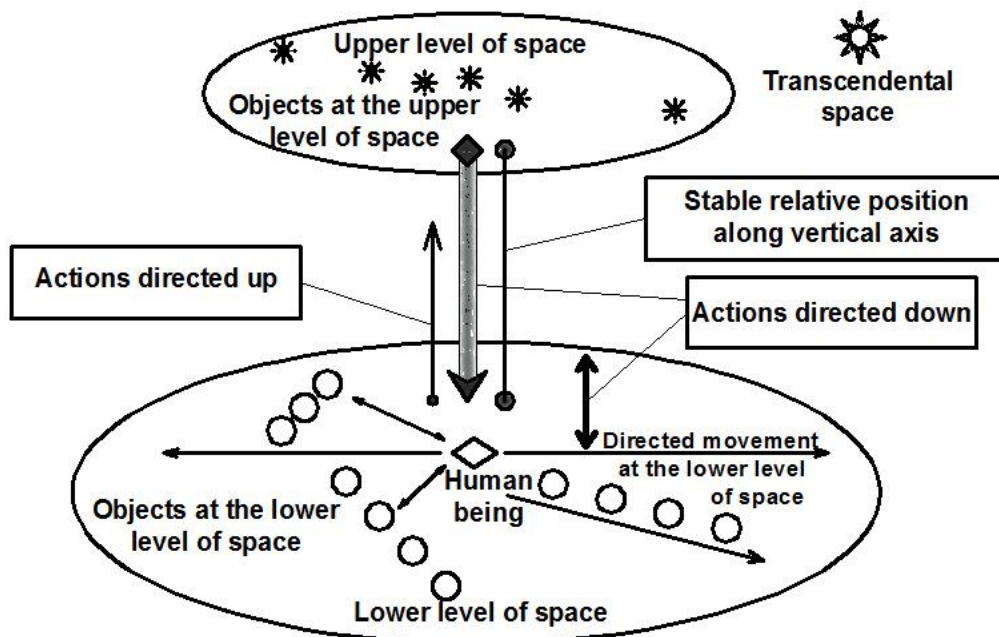 Upper level of space
Objects at the upper
level of space
Transcendental
space
Stable relative position
along vertical axis
Actions directed up
Actions directed down
Directed movement
at the lower level
of space
Human
being
Objects at the lower
level of space
Lower level of space